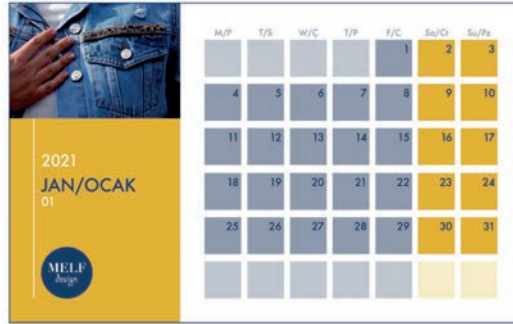 M/P T/S W/Ç T/P F/C Sa/Ct Su/Pz
1 2 3
4 5 6 7 8 9 10
11 12 13 14 15 16 17
18 19 20 21 22 23 24
25 26 27 28 29 30 31
2021
JAN/OCAK
01
MELF
design